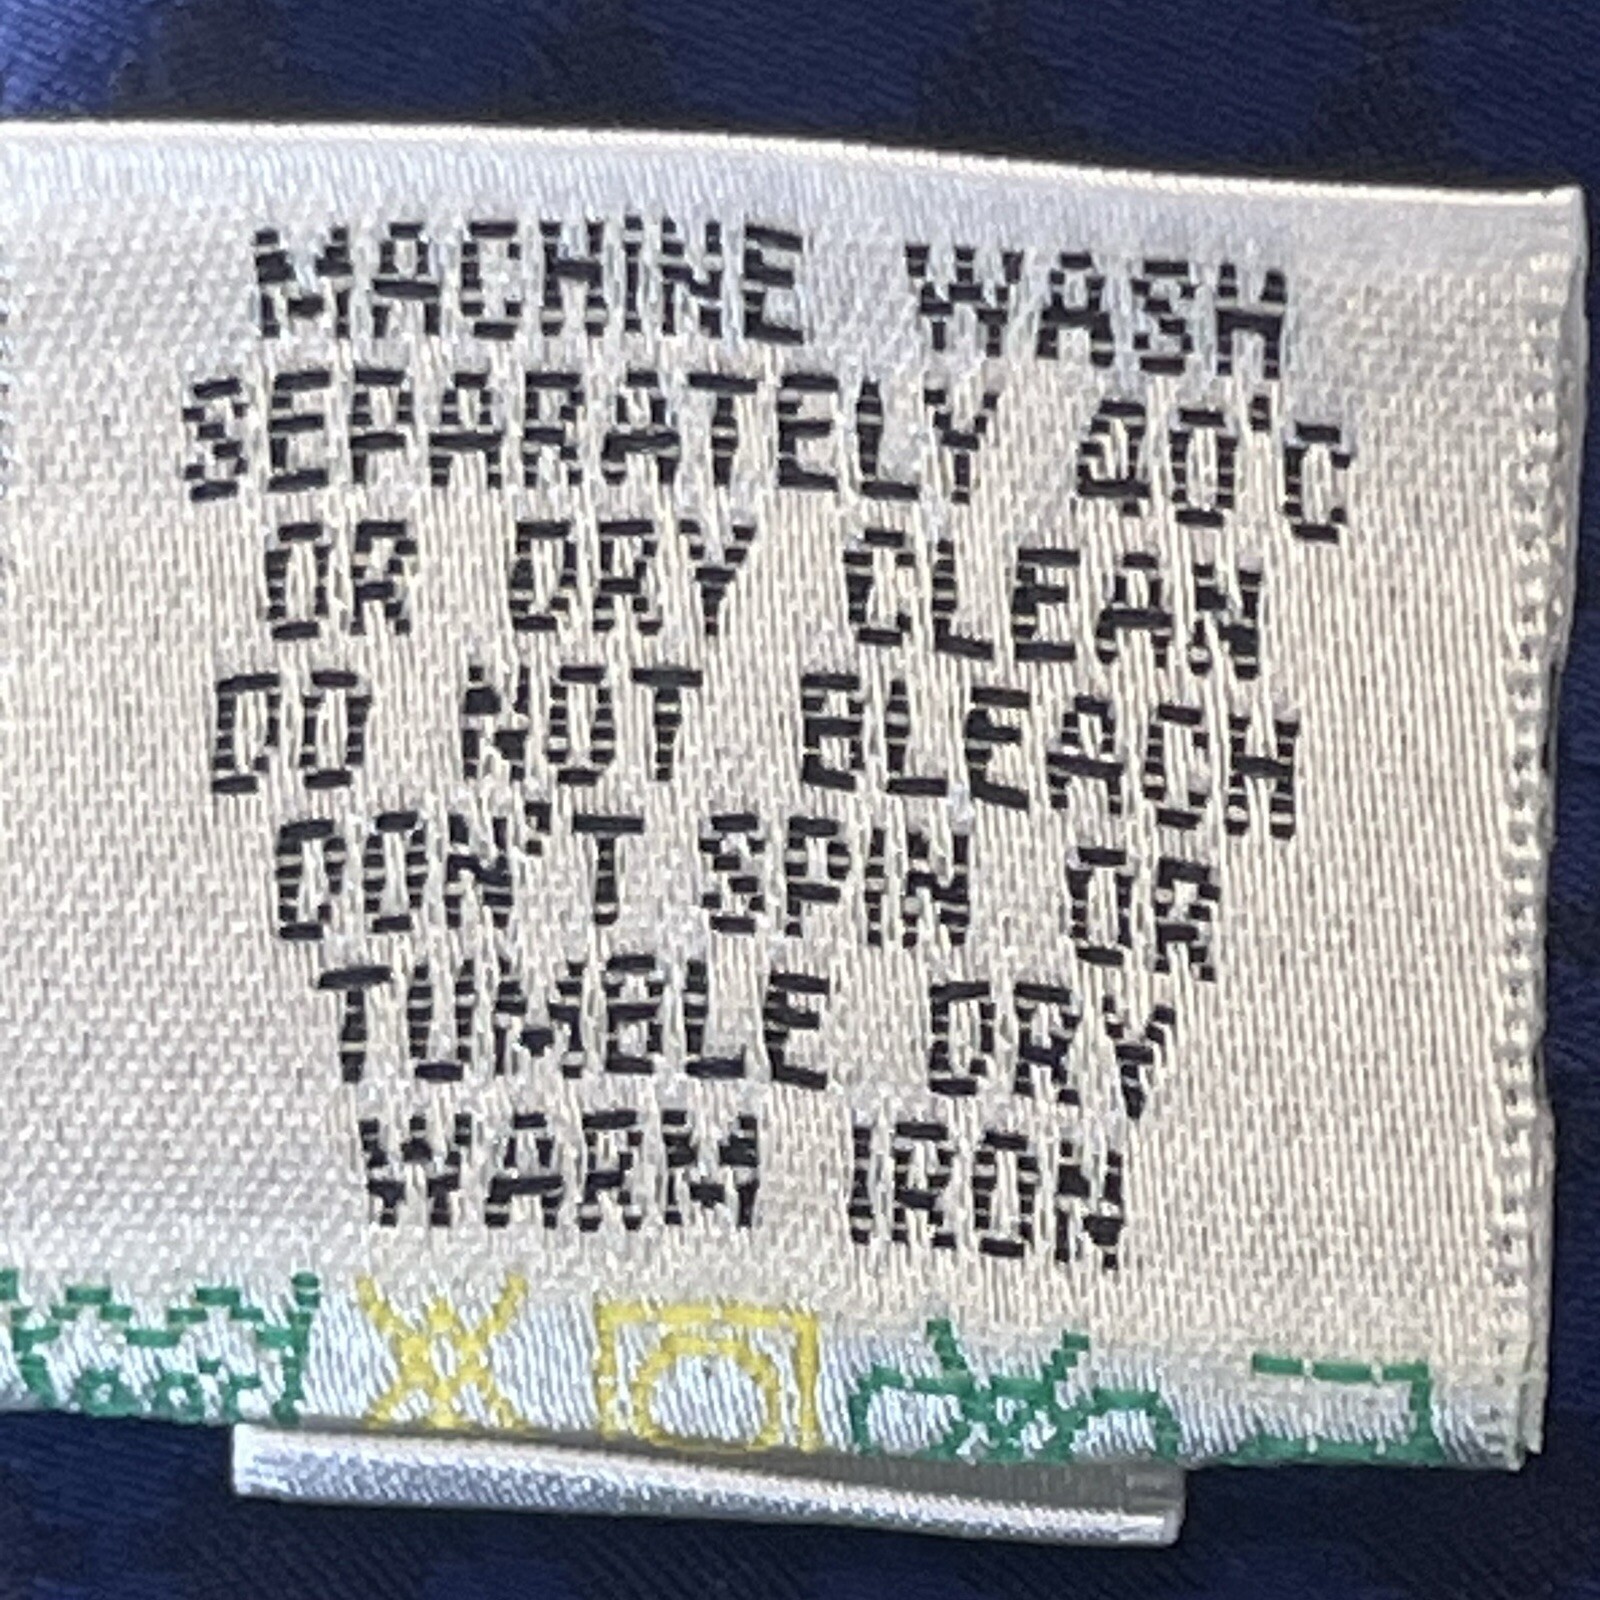 MACHINE WASH
SEPARATELY 40°C
OR DRY CLEAN
DO NOT BLEACH
DON'T SPIN OR
TUMBLE DRY
WARM IRON